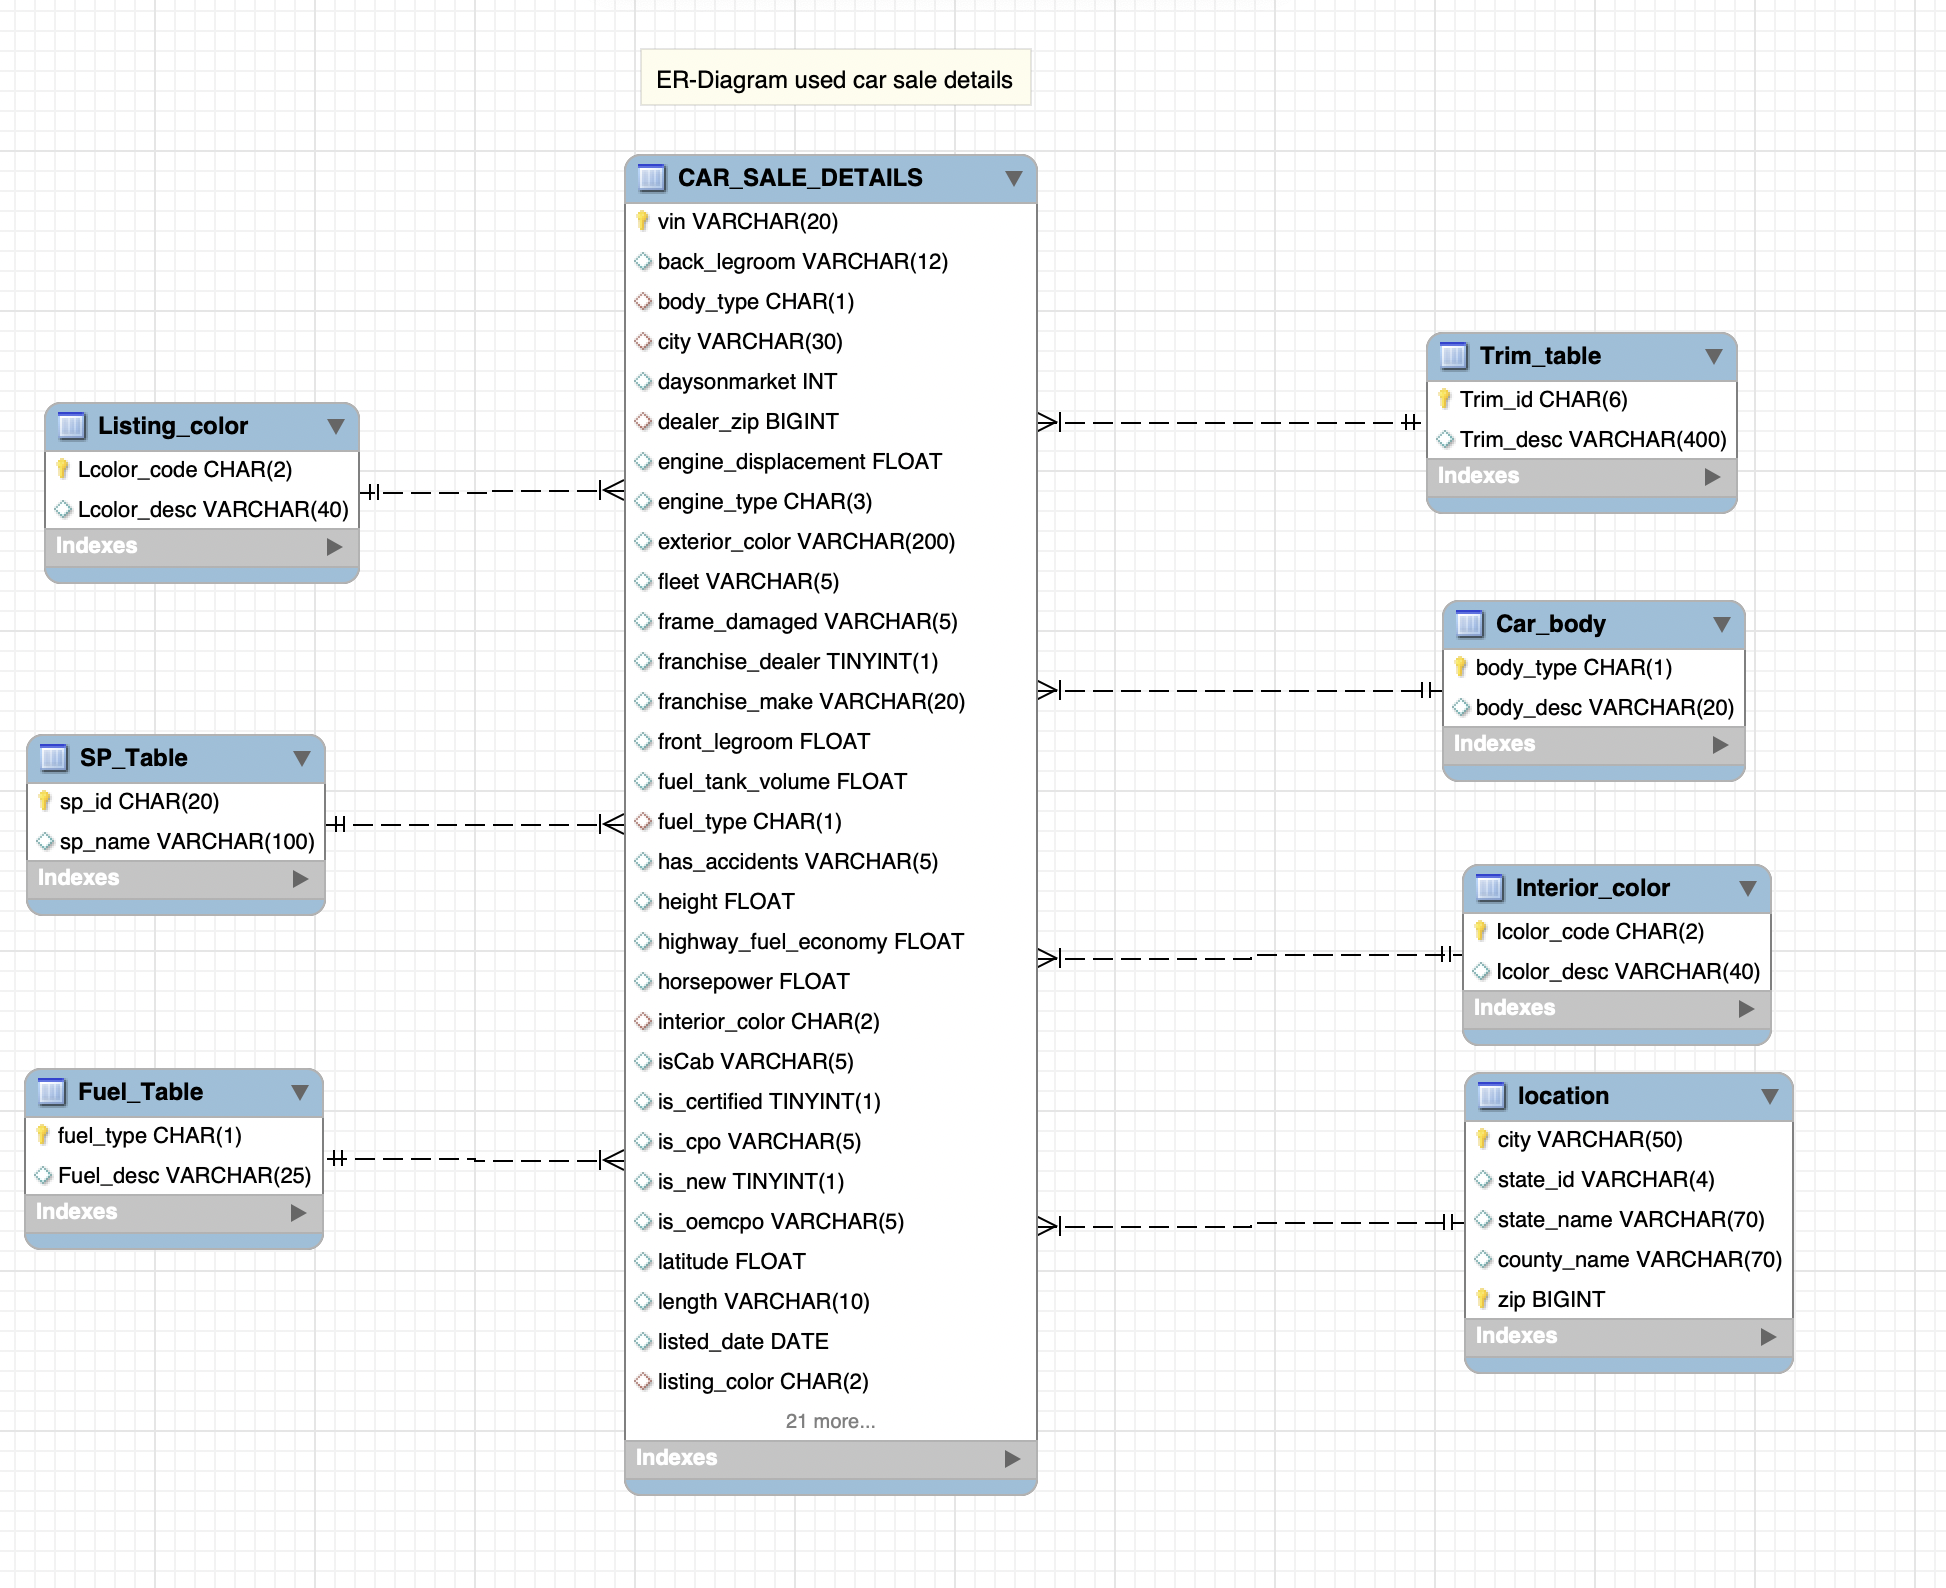 ER-Diagram used car sale details
CAR_SALE_DETAILS
vin VARCHAR(20)
back_legroom VARCHAR(12)
body_type CHAR(1)
city VARCHAR(30)
daysonmarket INT
dealer_zip BIGINT
engine_displacement FLOAT
engine_type CHAR(3)
exterior_color VARCHAR(200)
fleet VARCHAR(5)
frame_damaged VARCHAR(5)
franchise_dealer TINYINT(1)
franchise_make VARCHAR(20)
front_legroom FLOAT
fuel_tank_volume FLOAT
fuel_type CHAR(1)
has_accidents VARCHAR(5)
height FLOAT
highway_fuel_economy FLOAT
horsepower FLOAT
interior_color CHAR(2)
isCab VARCHAR(5)
is_certified TINYINT(1)
is_cpo VARCHAR(5)
is_new TINYINT(1)
is_oemcpo VARCHAR(5)
latitude FLOAT
length VARCHAR(10)
listed_date DATE
listing_color CHAR(2)
21 more...
Indexes
Listing_color
Lcolor_code CHAR(2)
Lcolor_desc VARCHAR(40)
Indexes
SP_Table
sp_id CHAR(20)
sp_name VARCHAR(100)
Indexes
Fuel_Table
fuel_type CHAR(1)
Fuel_desc VARCHAR(25)
Indexes
Trim_table
Trim_id CHAR(6)
Trim_desc VARCHAR(400)
Indexes
Car_body
body_type CHAR(1)
body_desc VARCHAR(20)
Indexes
Interior_color
Icolor_code CHAR(2)
Icolor_desc VARCHAR(40)
Indexes
location
city VARCHAR(50)
state_id VARCHAR(4)
state_name VARCHAR(70)
county_name VARCHAR(70)
zip BIGINT
Indexes